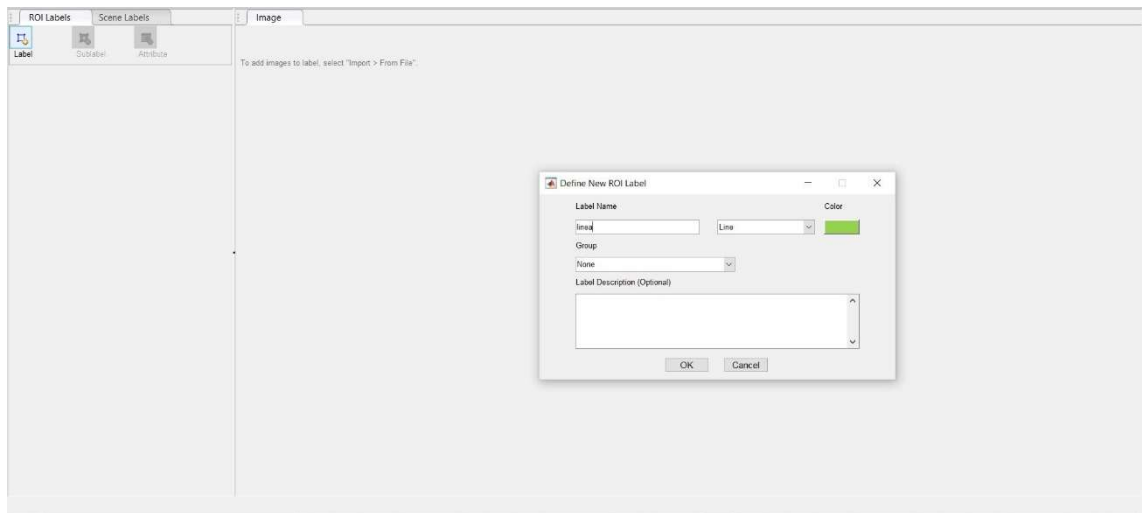 ROI Labels Scene Labels
Image
Label Sublabel Attribute
To add images to label, select "Import > From File".
Define New ROI Label
Label Name Color
linea Line
Group
None
Label Description (Optional)
OK Cancel